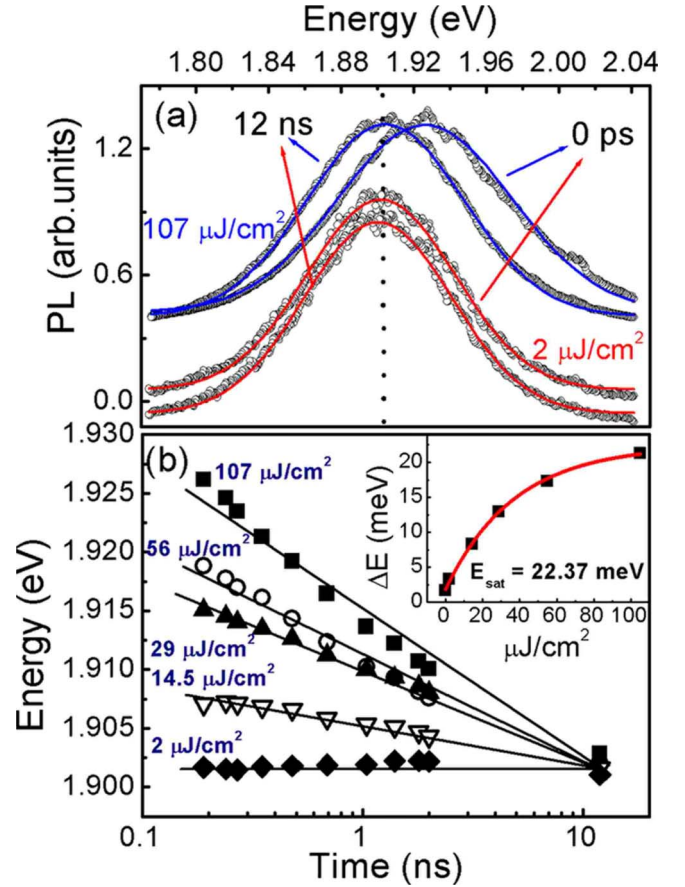 Energy (eV)
1.80 1.84 1.88 1.92 1.96 2.00 2.04
(a)
12 ns
0 ps
107 μJ/cm²
2 μJ/cm²
PL (arb.units)
1.2
0.6
0.0
(b)
107 μJ/cm²
56 μJ/cm²
29 μJ/cm²
14.5 μJ/cm²
2 μJ/cm²
Energy (eV)
1.930
1.925
1.920
1.915
1.910
1.905
1.900
0.1 1 10
Time (ns)
ΔE (meV)
20
15
10
5
0
E_sat = 22.37 meV
0 20 40 60 80 100
μJ/cm²